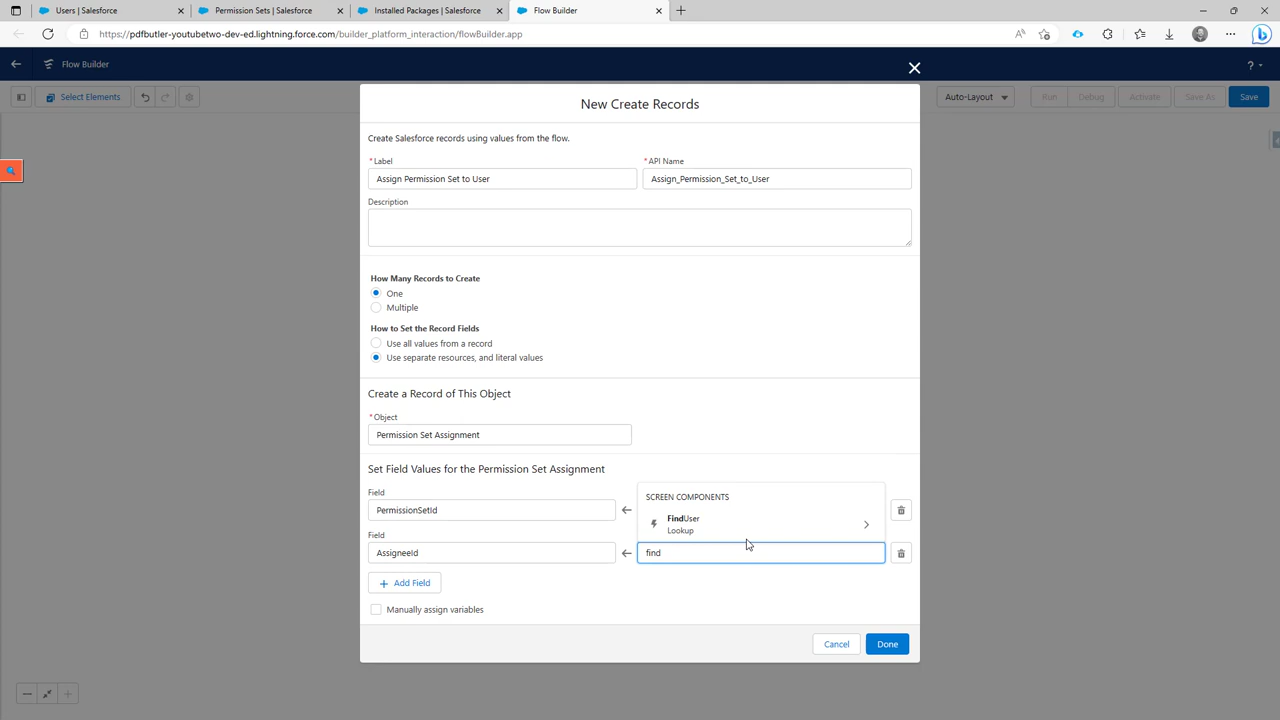 Users | Salesforce
Permission Sets | Salesforce
Installed Packages | Salesforce
Flow Builder
https://pdfbutler-youtubetwo-dev-ed.lightning.force.com/builder_platform_interaction/flowBuilder.app
Flow Builder
?
Select Elements
Auto-Layout
Run
Debug
Activate
Save As
Save
New Create Records
Create Salesforce records using values from the flow.
*Label
*API Name
Assign Permission Set to User
Assign_Permission_Set_to_User
Description
How Many Records to Create
One
Multiple
How to Set the Record Fields
Use all values from a record
Use separate resources, and literal values
Create a Record of This Object
*Object
Permission Set Assignment
Set Field Values for the Permission Set Assignment
Field
PermissionSetId
SCREEN COMPONENTS
FindUser
Lookup
Field
AssigneeId
find
Add Field
Manually assign variables
Cancel
Done